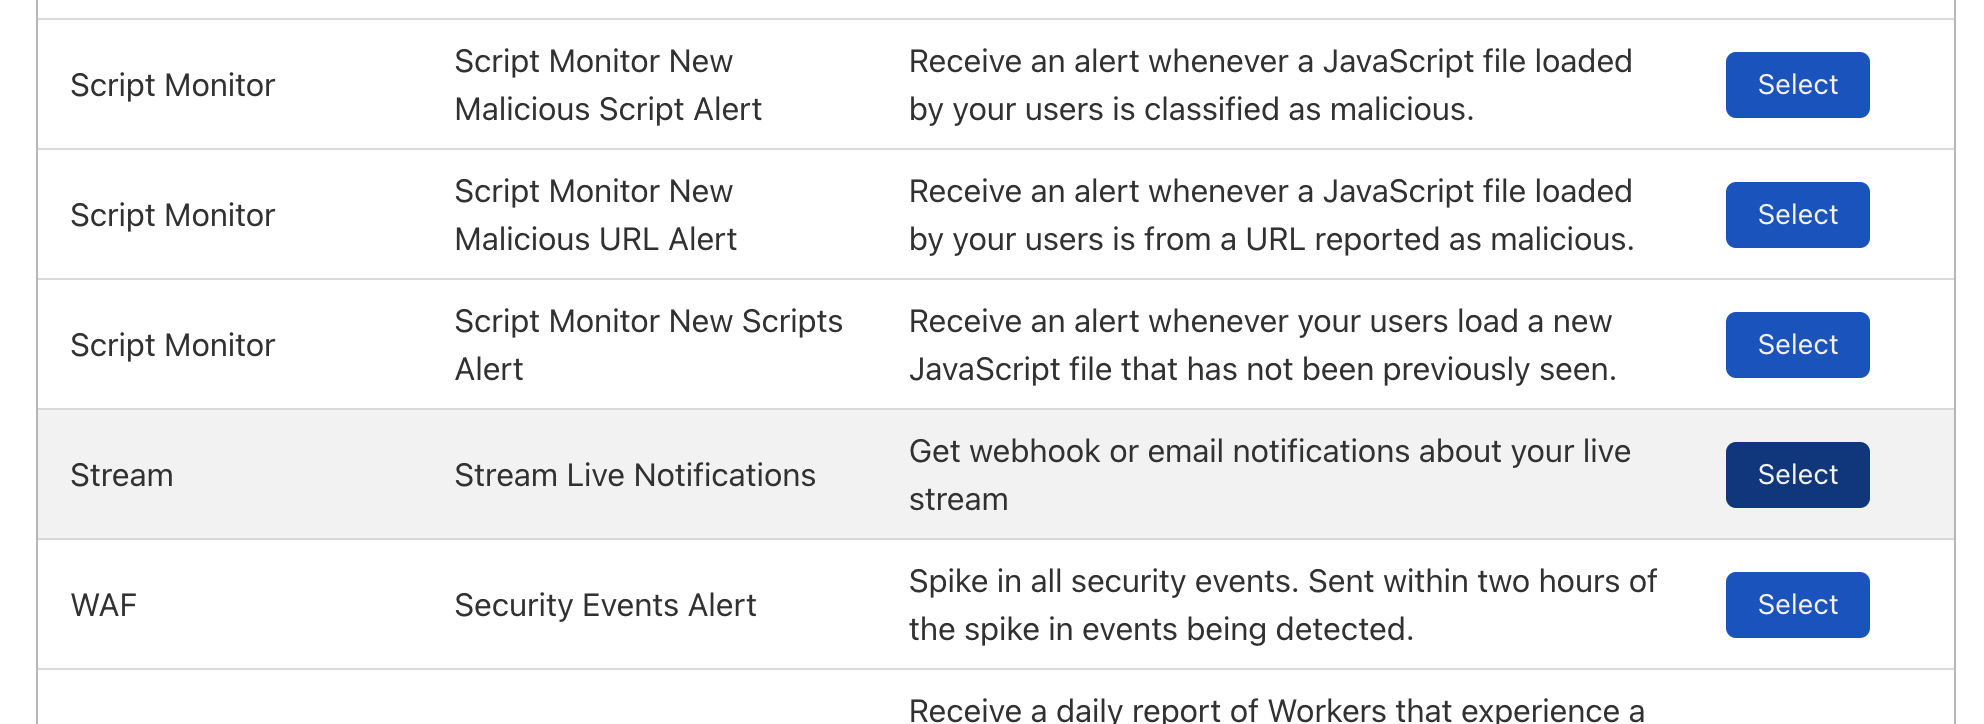 Script Monitor
Script Monitor New
Malicious Script Alert
Receive an alert whenever a JavaScript file loaded
by your users is classified as malicious.
Select
Script Monitor
Script Monitor New
Malicious URL Alert
Receive an alert whenever a JavaScript file loaded
by your users is from a URL reported as malicious.
Select
Script Monitor
Script Monitor New Scripts
Alert
Receive an alert whenever your users load a new
JavaScript file that has not been previously seen.
Select
Stream
Stream Live Notifications
Get webhook or email notifications about your live
stream
Select
WAF
Security Events Alert
Spike in all security events. Sent within two hours of
the spike in events being detected.
Select
Receive a daily report of Workers that experience a